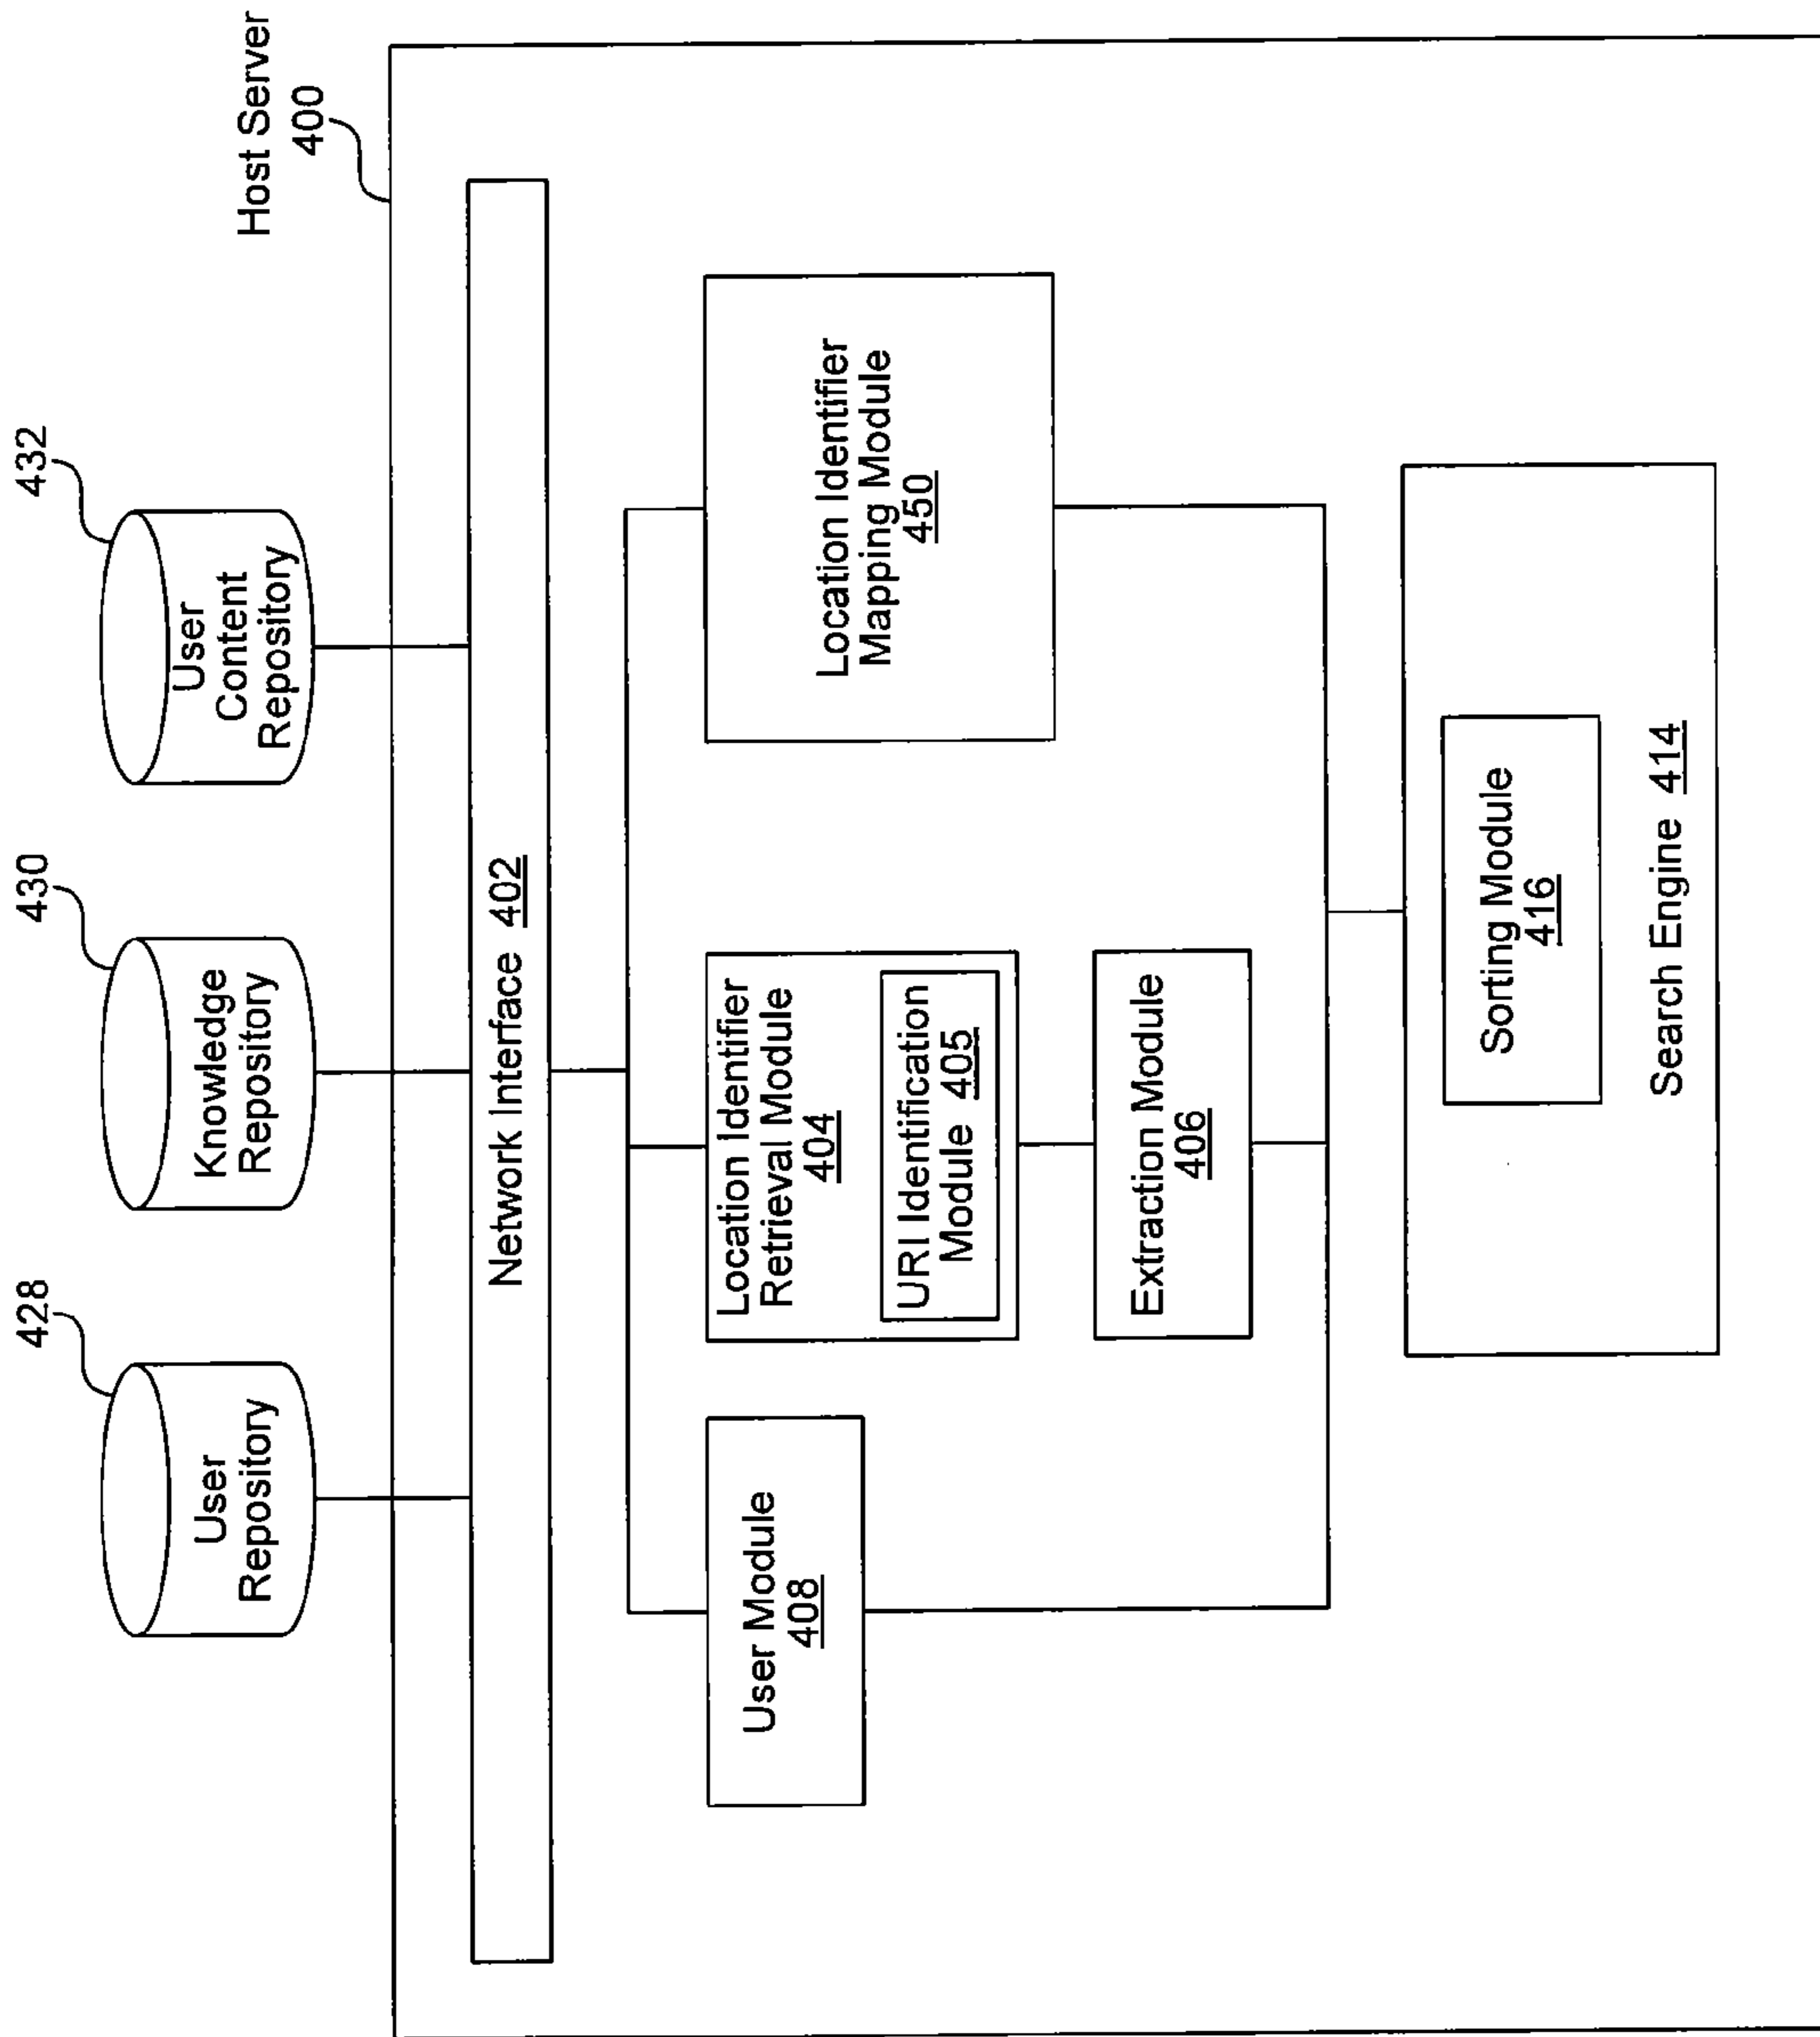 Host Server
400
428
430
432
User
Repository
Knowledge
Repository
User
Content
Repository
Network Interface 402
User Module
408
Location Identifier
Retrieval Module
404
URI Identification
Module 405
Extraction Module
406
Location Identifier
Mapping Module
450
Sorting Module
416
Search Engine 414